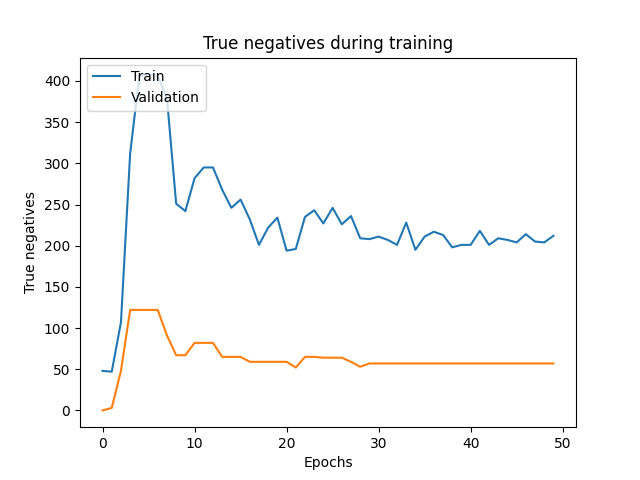 True negatives during training
Train
Validation
400
350
300
250
200
150
100
50
0
True negatives
0 10 20 30 40 50
Epochs